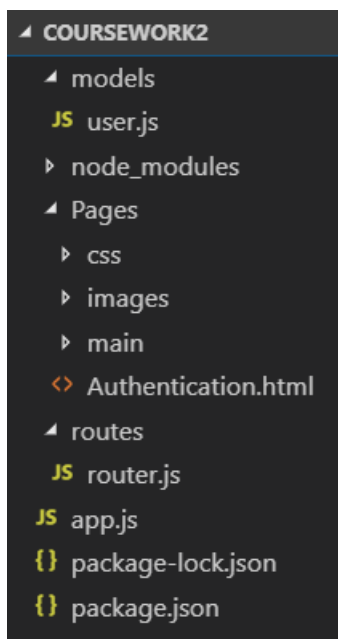 COURSEWORK2
models
JS user.js
node_modules
Pages
css
images
main
<> Authentication.html
routes
JS router.js
JS app.js
{} package-lock.json
{} package.json